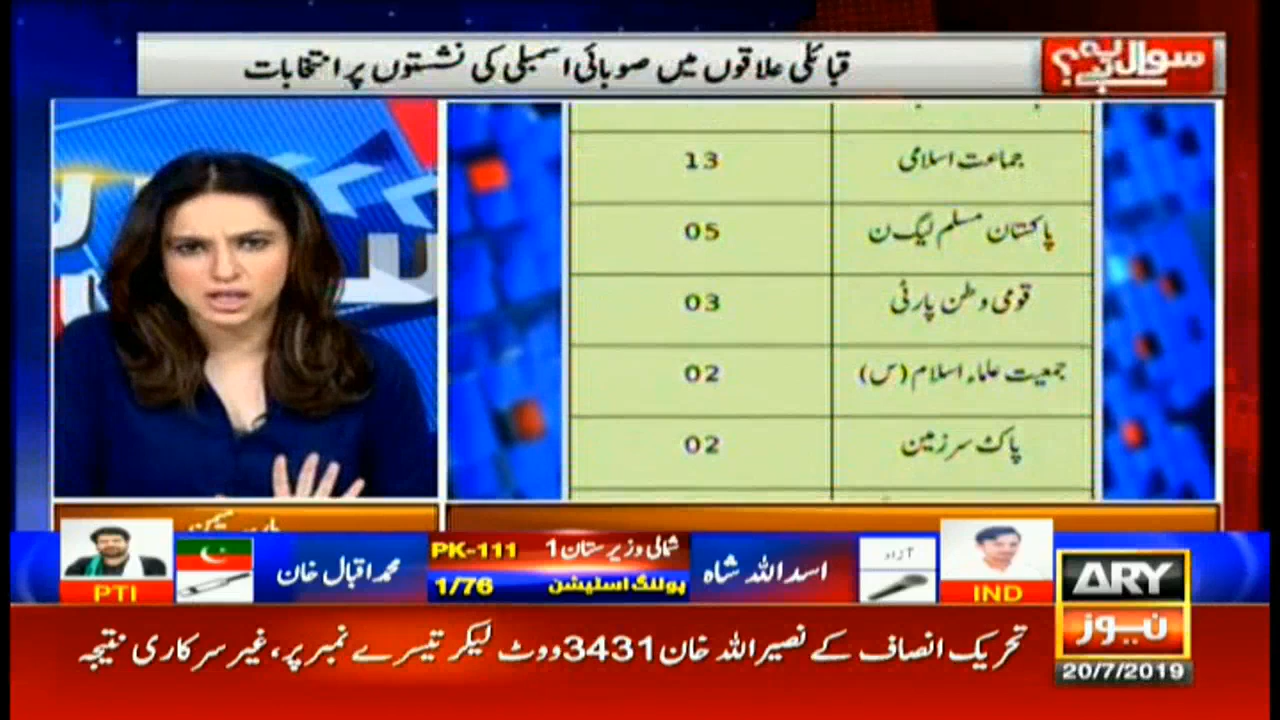 سوال یہ ہے؟
قبائلی علاقوں میں صوبائی اسمبلی کی نشستوں پر انتخابات
جماعت اسلامی 13
پاکستان مسلم لیگ ن 05
قومی وطن پارٹی 03
جمعیت علماء اسلام (س) 02
پاک سرزمین 02
آزاد
IND
اسد اللہ شاہ
PK-111 شمالی وزیرستان 1
1/76 پولنگ اسٹیشن
محمد اقبال خان
PTI
ARY
نیوز
20/7/2019
تحریک انصاف کے نصیر اللہ خان 3431 ووٹ لیکر تیسرے نمبر پر، غیر سرکاری نتیجہ